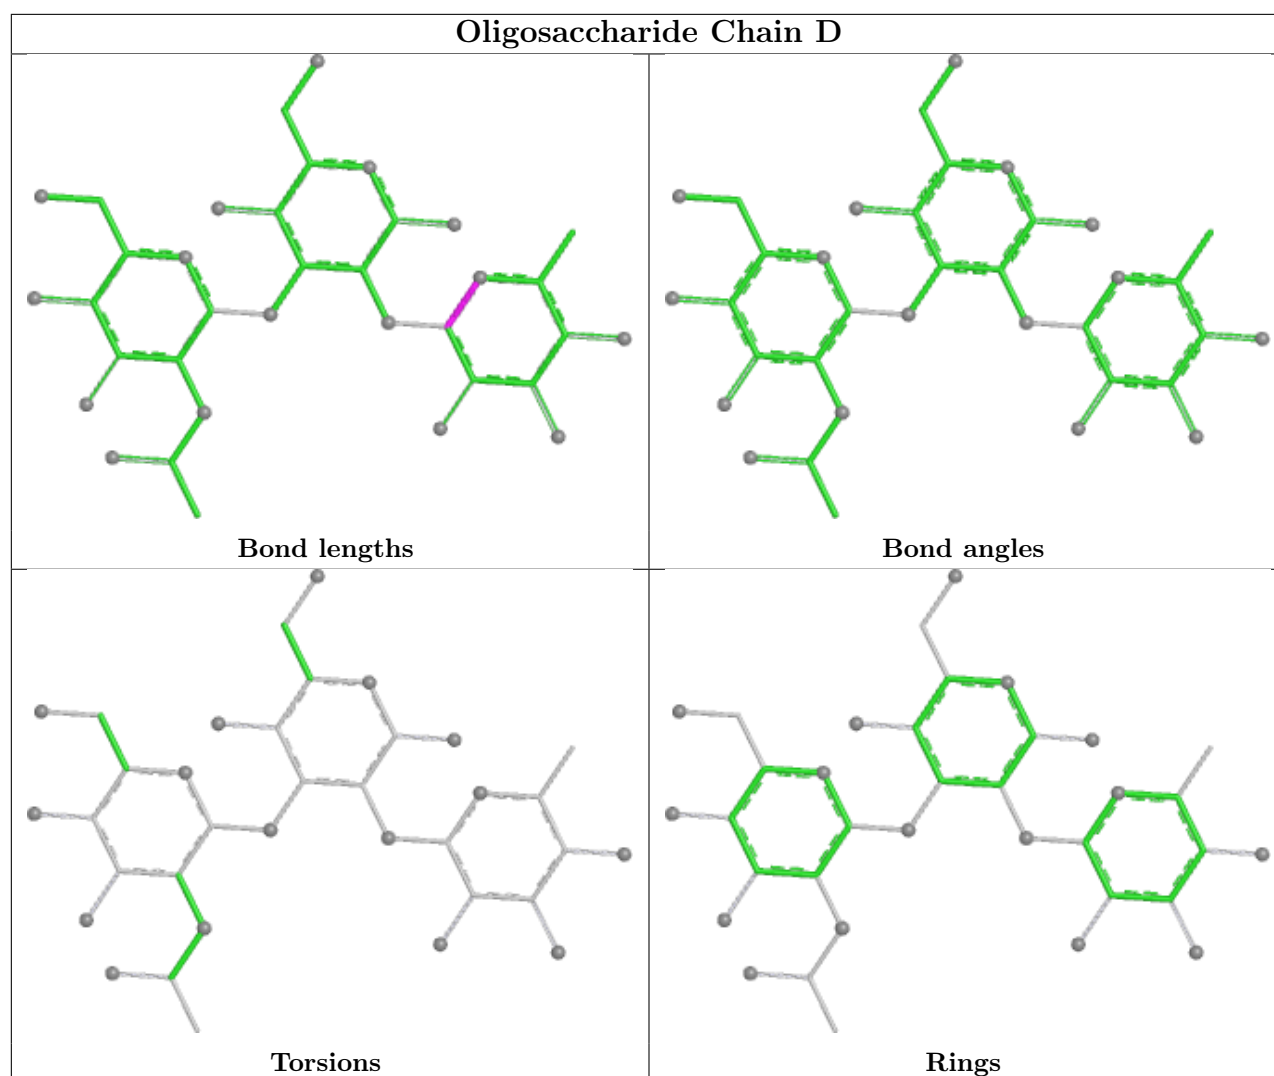 Oligosaccharide Chain D
Bond lengths
Bond angles
Torsions
Rings